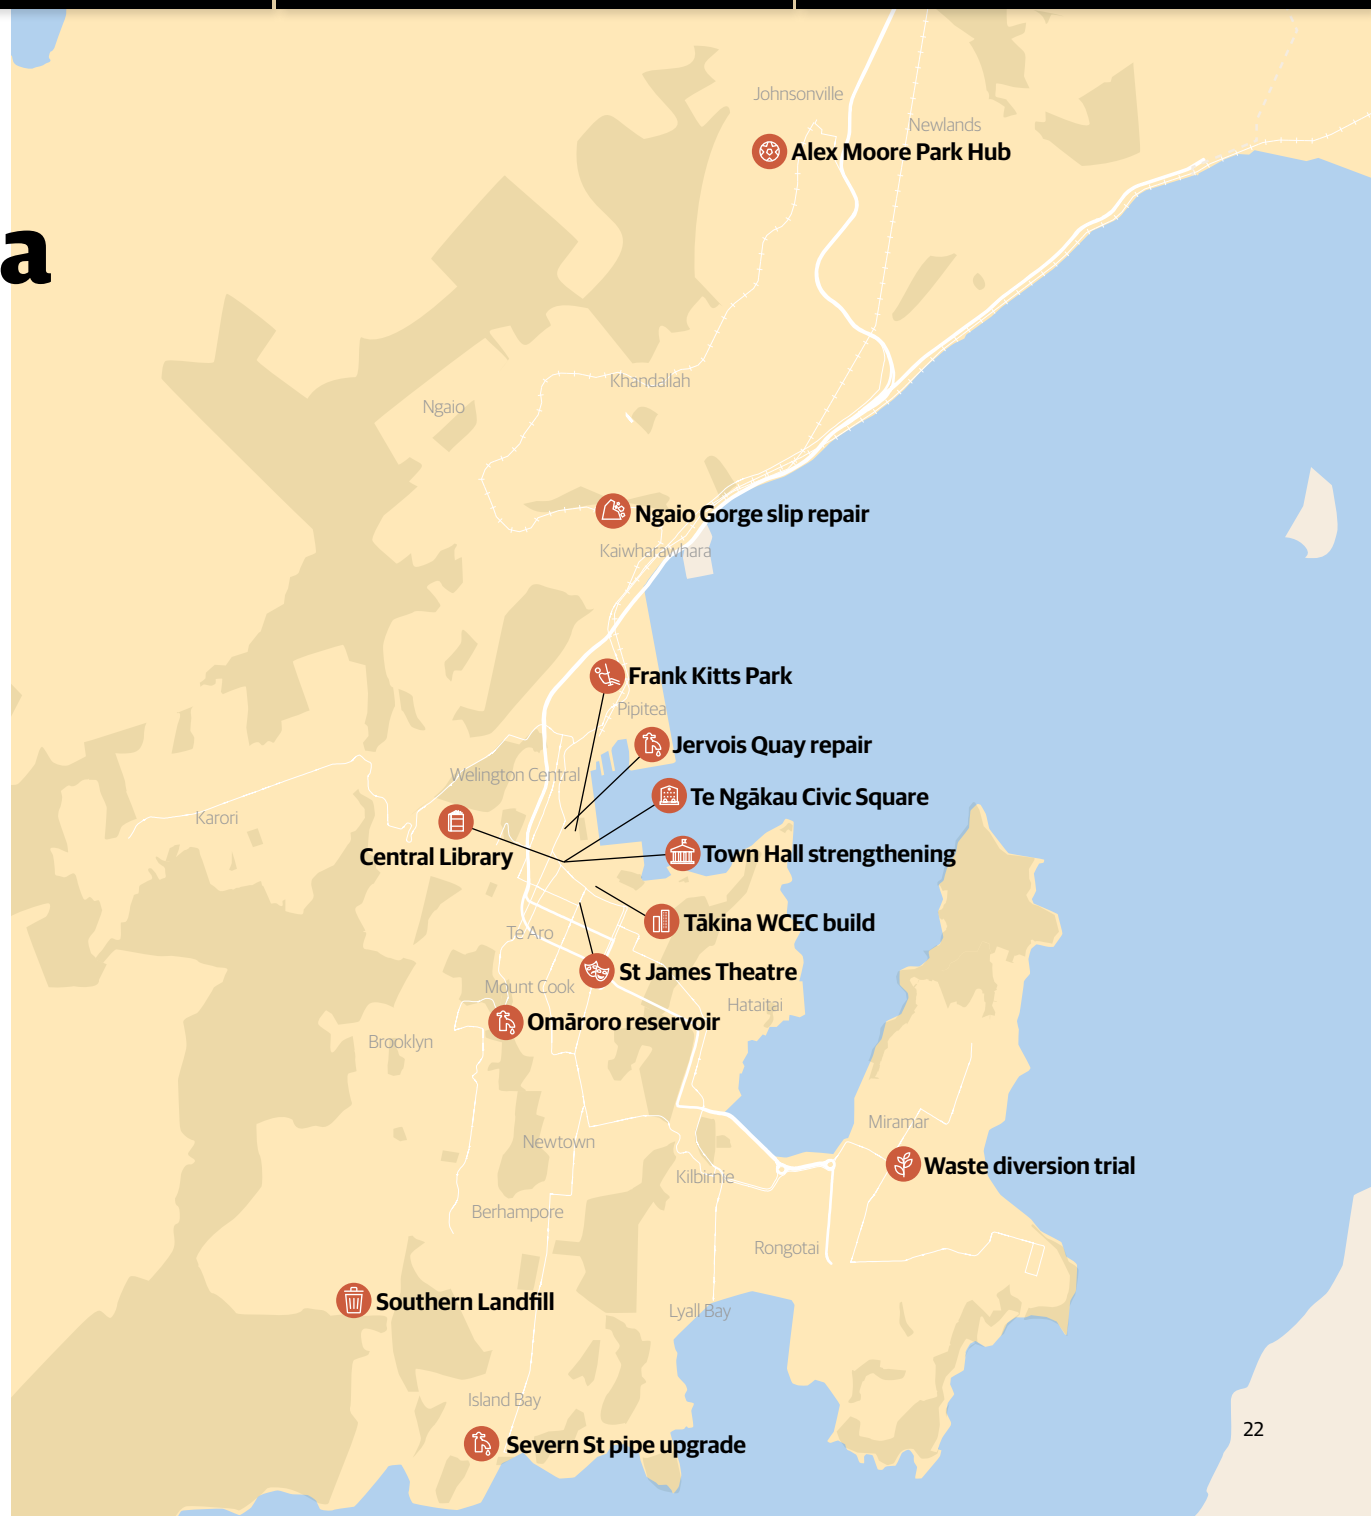 Johnsonville
Newlands
Alex Moore Park Hub
a
Khandallah
Ngaio
Ngaio Gorge slip repair
Kaiwharawhara
Frank Kitts Park
Pipitea
Jervois Quay repair
Welington Central
Te Ngākau Civic Square
Karori
Central Library
Town Hall strengthening
Tākina WCEC build
Te Aro
St James Theatre
Mount Cook
Hataitai
Omāroro reservoir
Brooklyn
Miramar
Newtown
Waste diversion trial
Kilbirnie
Berhampore
Rongotai
Southern Landfill
Lyall Bay
Island Bay
22
Severn St pipe upgrade